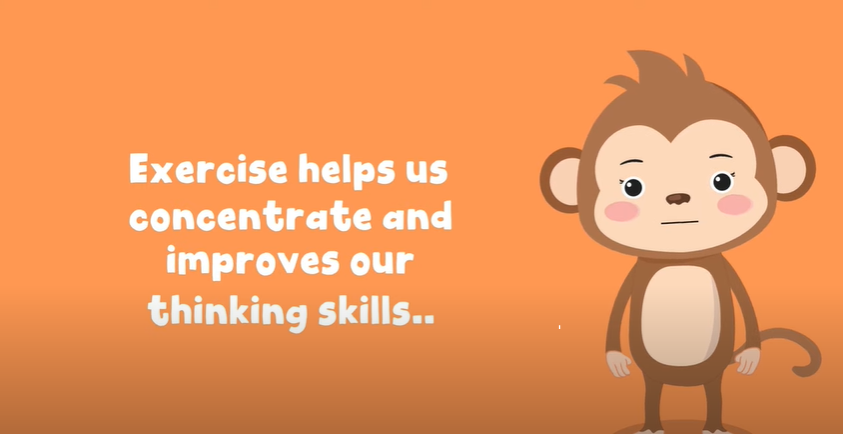 Exercise helps us
concentrate and
improves our
thinking skills..